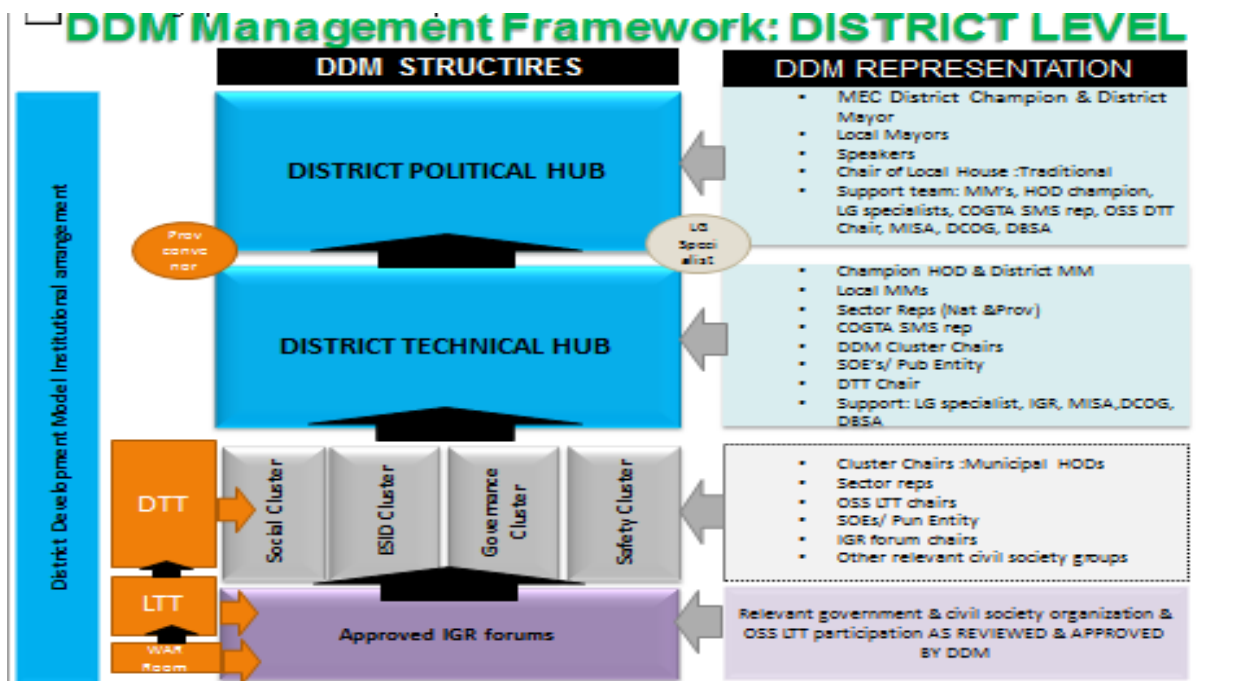 DDM Management Framework: DISTRICT LEVEL
DDM STRUCTIRES
DDM REPRESENTATION
District Development Model Institutional arrangement
DISTRICT POLITICAL HUB
• MEC District Champion & District
Mayor
• Local Mayors
• Speakers
• Chair of Local House :Traditional
• Support team: MM's, HOD champion,
LG specialists, COGTA SMS rep, OSS DTT
Chair, MISA, DCOG, DBSA
Prov
conve
nor
LG
Speci
alist
DISTRICT TECHNICAL HUB
• Champion HOD & District MM
• Local MMs
• Sector Reps (Nat &Prov)
• COGTA SMS rep
• DDM Cluster Chairs
• SOE's/ Pub Entity
• DTT Chair
• Support: LG specialist, IGR, MISA,DCOG,
DBSA
DTT
Social Cluster
ESID Cluster
Governance
Cluster
Safety Cluster
• Cluster Chairs :Municipal HODs
• Sector reps
• OSS LTT chairs
• SOEs/ Pun Entity
• IGR forum chairs
• Other relevant civil society groups
LTT
WAR
Room
Approved IGR forums
Relevant government & civil society organization &
OSS LTT participation AS REVIEWED & APPROVED
BY DDM